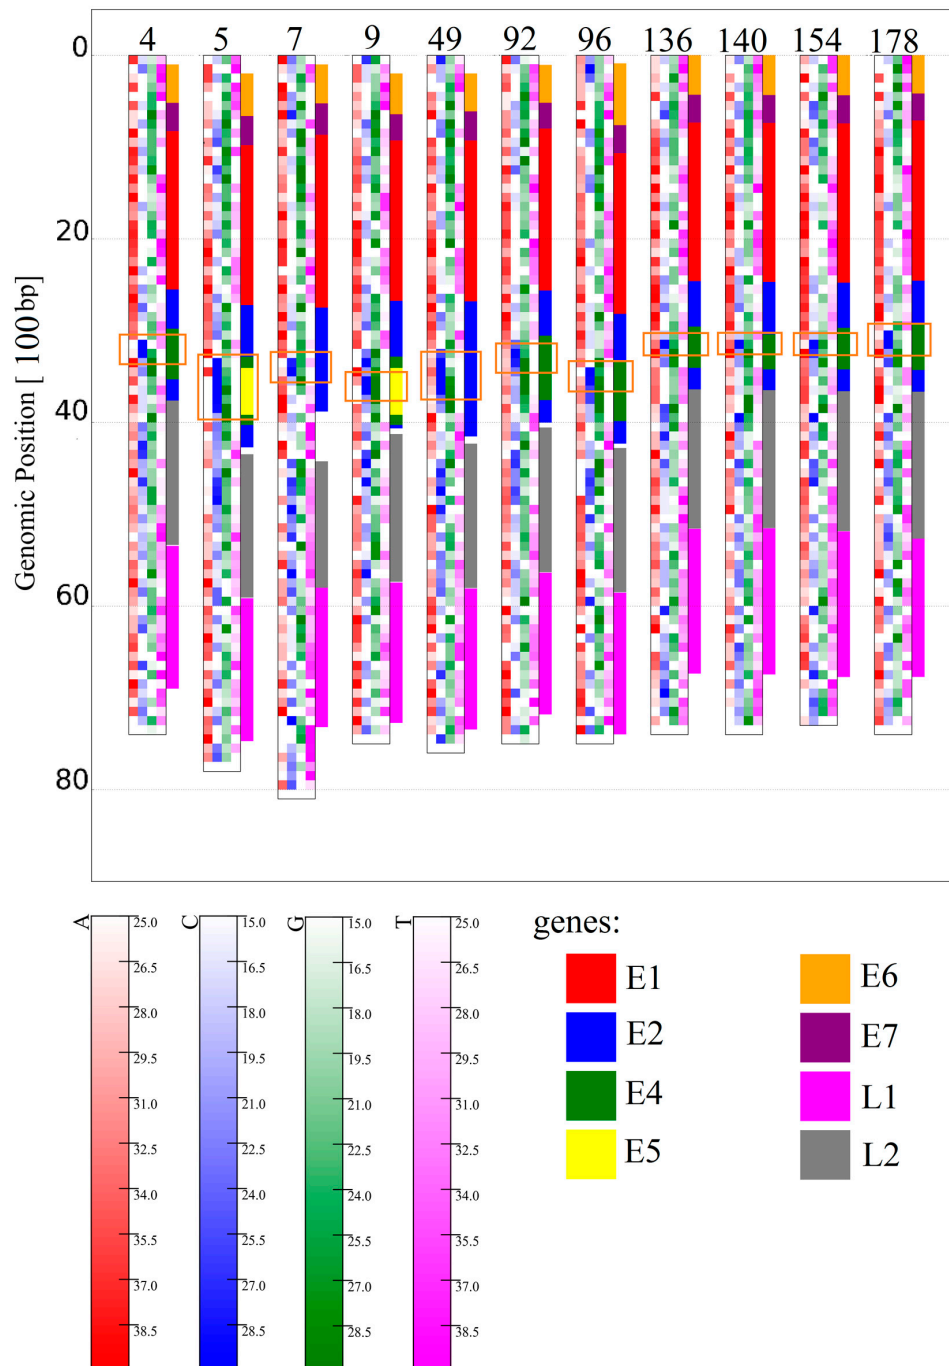 4 5 7 9 49 92 96 136 140 154 178
0
20
40
60
80
Genomic Position [ 100bp ]
A C G T
25.0 15.0 15.0 25.0
26.5 16.5 16.5 26.5
28.0 18.0 18.0 28.0
29.5 19.5 19.5 29.5
31.0 21.0 21.0 31.0
32.5 22.5 22.5 32.5
34.0 24.0 24.0 34.0
35.5 25.5 25.5 35.5
37.0 27.0 27.0 37.0
38.5 28.5 28.5 38.5
genes:
E1 E6
E2 E7
E4 L1
E5 L2